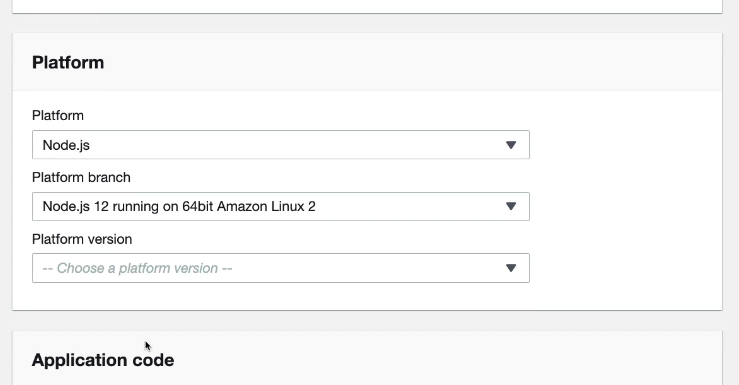 Platform
Platform
Node.js
Platform branch
Node.js 12 running on 64bit Amazon Linux 2
Platform version
-- Choose a platform version --
Application code